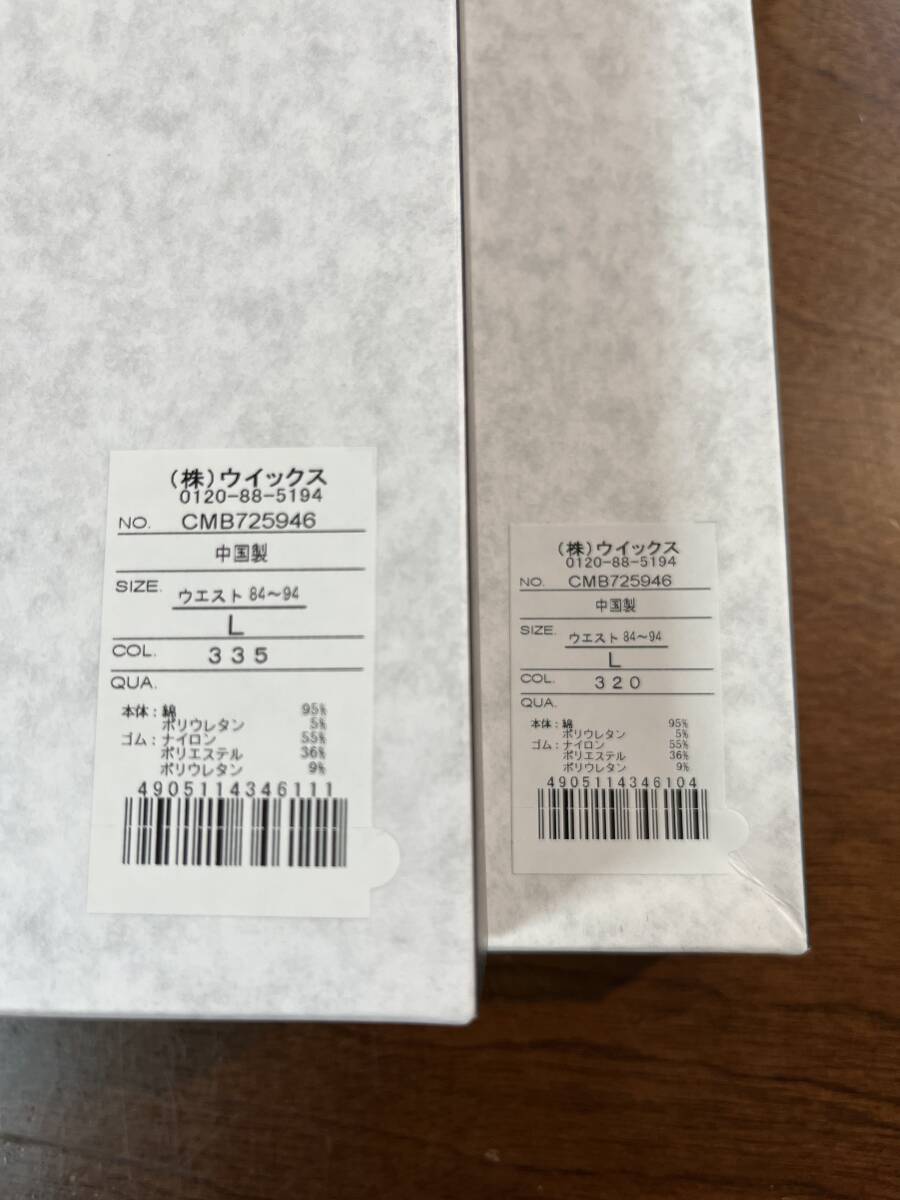 (株)ウイックス
0120-88-5194
NO. CMB725946
中国製
SIZE. ウエスト 84〜94
L
COL. 335
QUA.
本体:綿 95%
ポリウレタン 5%
ゴム:ナイロン 55%
ポリエステル 36%
ポリウレタン 9%
4905114346111
(株)ウイックス
0120-88-5194
NO. CMB725946
中国製
SIZE. ウエスト 84〜94
L
COL. 320
QUA.
本体:綿 95%
ポリウレタン 5%
ゴム:ナイロン 55%
ポリエステル 36%
ポリウレタン 9%
4905114346104